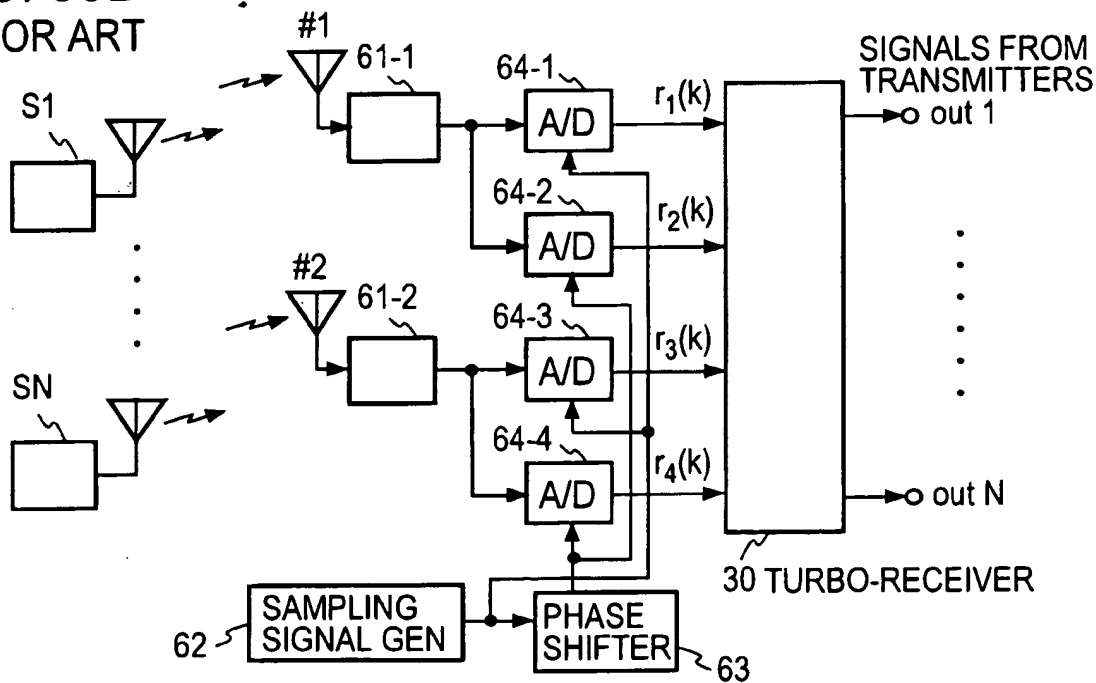 OR ART
#1
61-1
64-1
SIGNALS FROM
TRANSMITTERS
S1
A/D
r1(k)
out 1
64-2
A/D
r2(k)
#2
61-2
64-3
A/D
r3(k)
SN
64-4
A/D
r4(k)
out N
30 TURBO-RECEIVER
62
SAMPLING
SIGNAL GEN
PHASE
SHIFTER
63